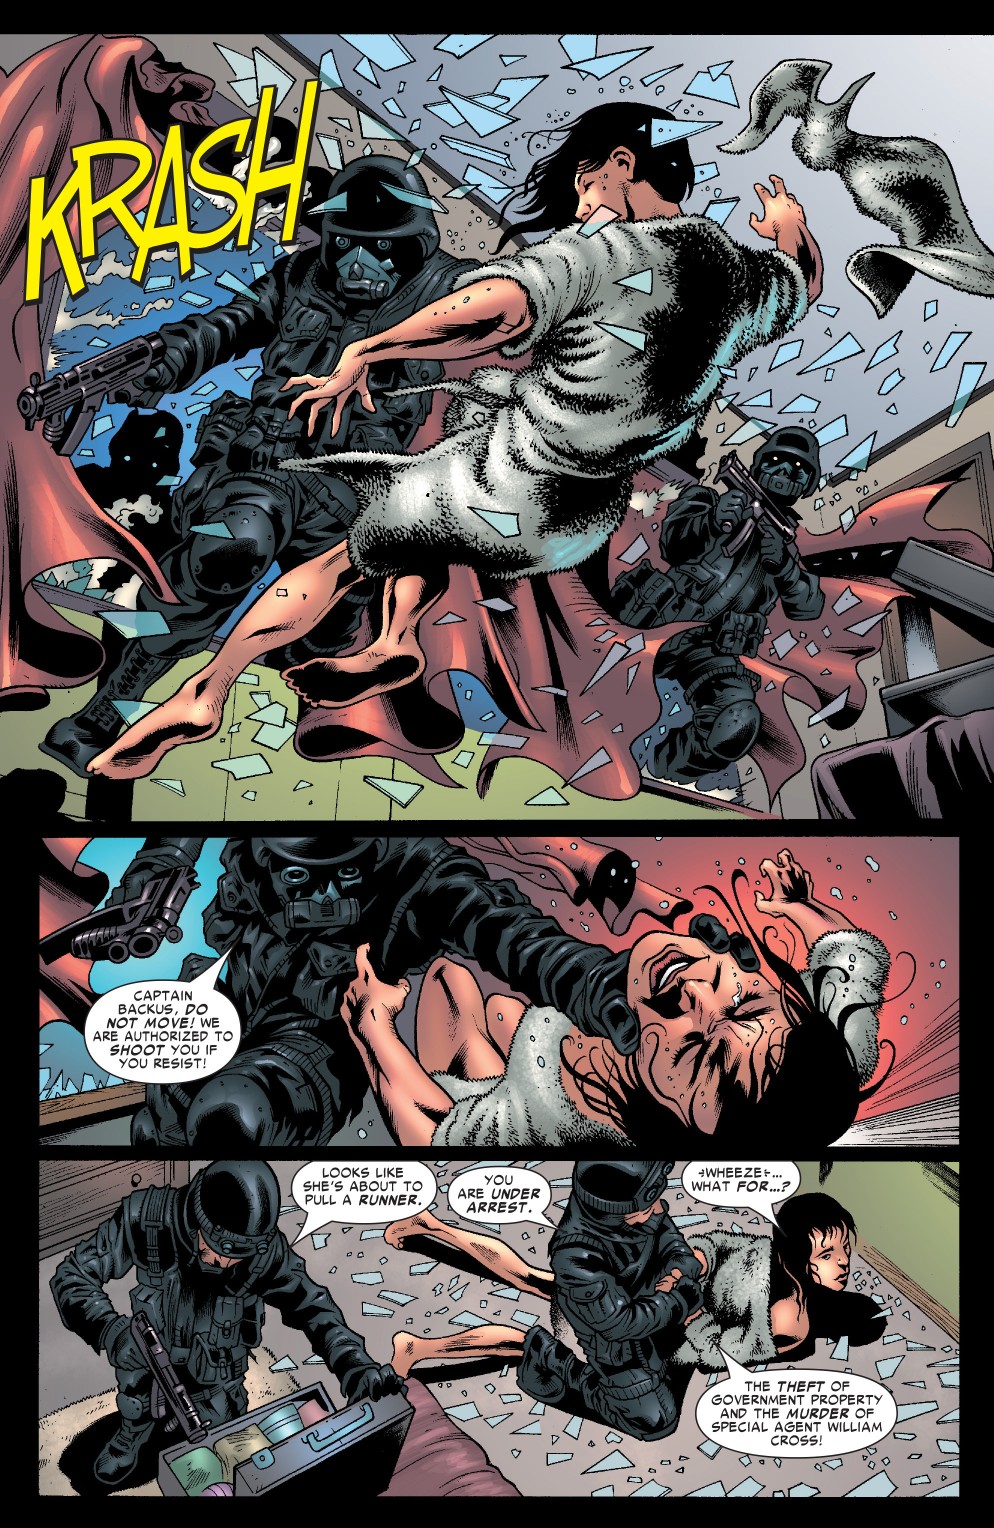 KRASH
CAPTAIN
BACKUS, DO
NOT MOVE! WE
ARE AUTHORIZED TO
SHOOT YOU IF
YOU RESIST!
LOOKS LIKE
SHE'S ABOUT TO
PULL A RUNNER.
YOU
ARE UNDER
ARREST.
WHEEZE...
WHAT FOR...?
THE THEFT OF
GOVERNMENT PROPERTY
AND THE MURDER OF
SPECIAL AGENT WILLIAM
CROSS!